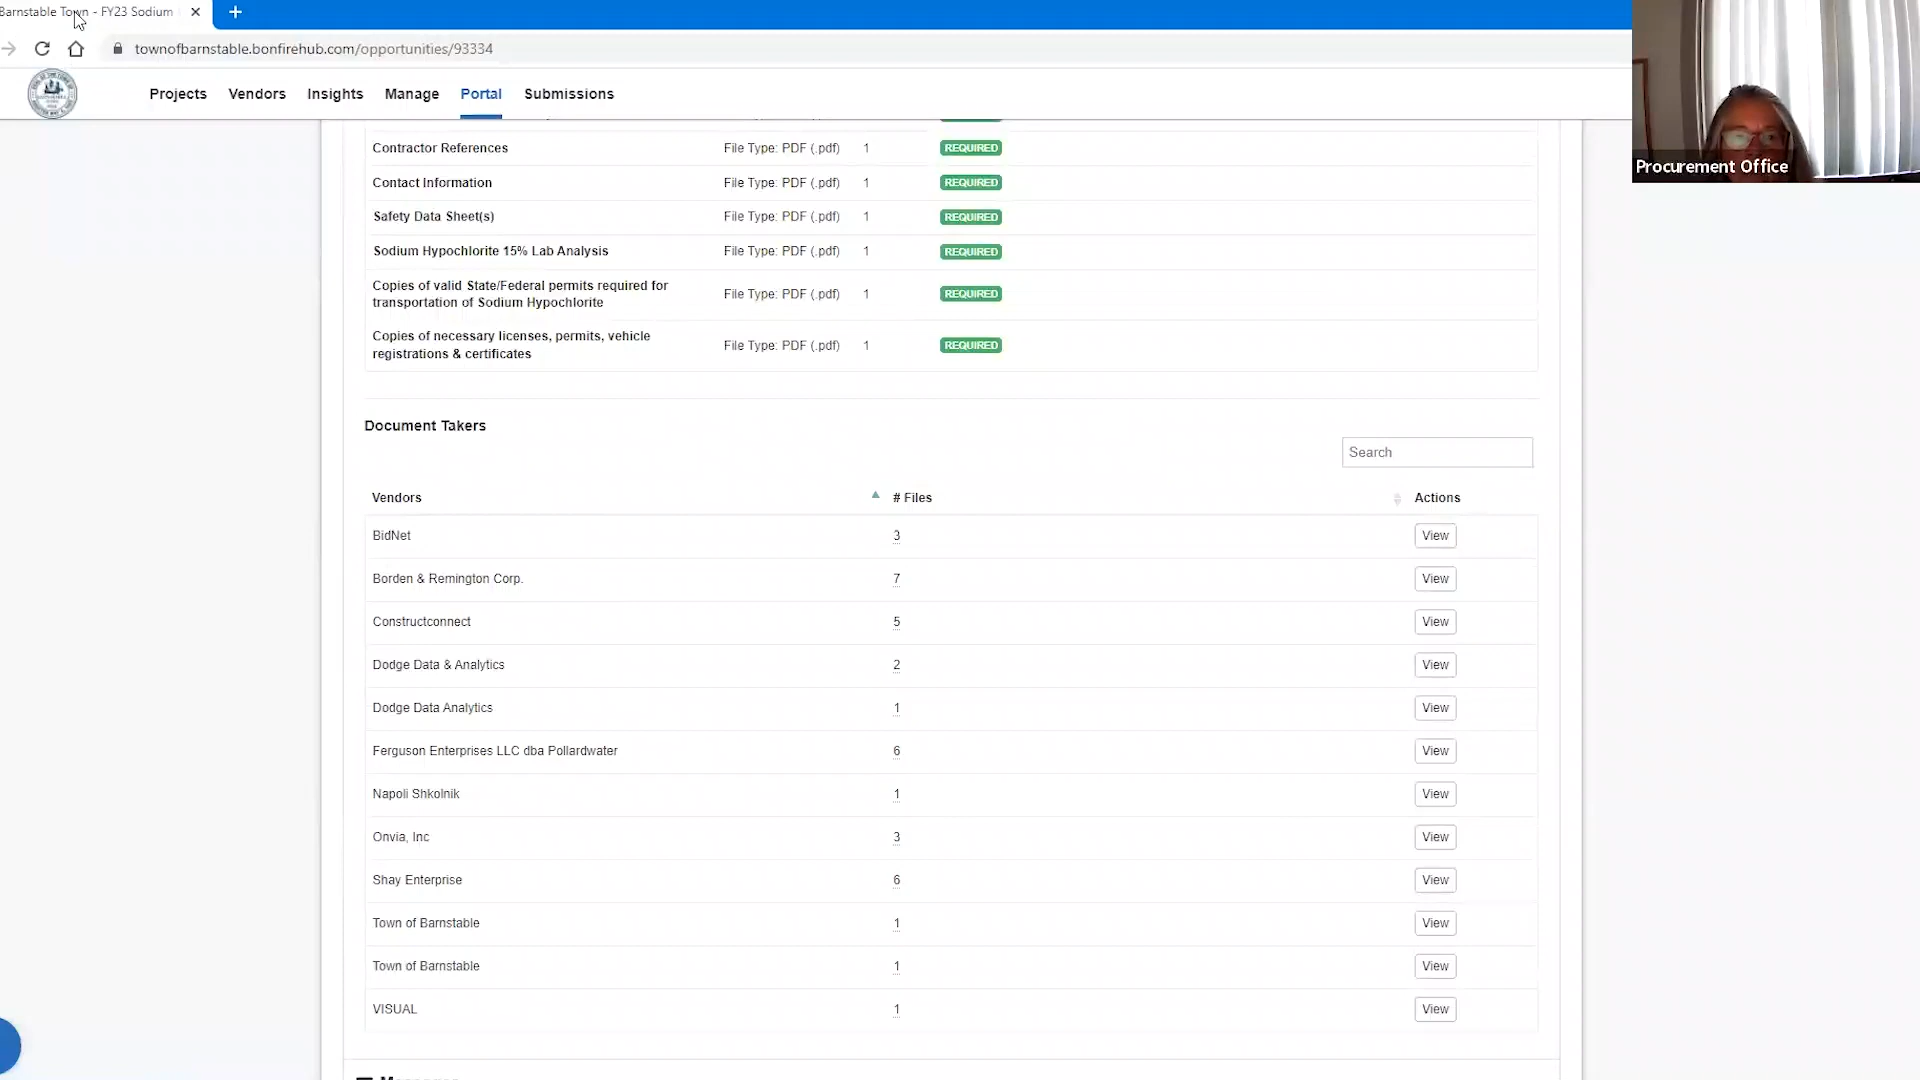 Barnstable Town - FY23 Sodium
townofbarnstable.bonfirehub.com/opportunities/93334
Projects Vendors Insights Manage Portal Submissions
Procurement Office
Contractor References File Type: PDF (.pdf) 1 REQUIRED
Contact Information File Type: PDF (.pdf) 1 REQUIRED
Safety Data Sheet(s) File Type: PDF (.pdf) 1 REQUIRED
Sodium Hypochlorite 15% Lab Analysis File Type: PDF (.pdf) 1 REQUIRED
Copies of valid State/Federal permits required for
transportation of Sodium Hypochlorite File Type: PDF (.pdf) 1 REQUIRED
Copies of necessary licenses, permits, vehicle
registrations & certificates File Type: PDF (.pdf) 1 REQUIRED
Document Takers
Search
Vendors # Files Actions
BidNet 3 View
Borden & Remington Corp. 7 View
Constructconnect 5 View
Dodge Data & Analytics 2 View
Dodge Data Analytics 1 View
Ferguson Enterprises LLC dba Pollardwater 6 View
Napoli Shkolnik 1 View
Onvia, Inc 3 View
Shay Enterprise 6 View
Town of Barnstable 1 View
Town of Barnstable 1 View
VISUAL 1 View